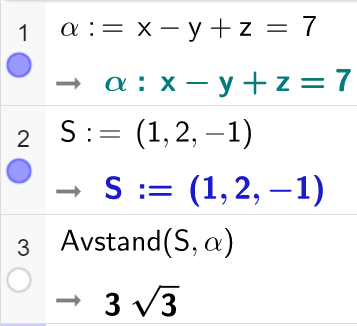 1 α := x − y + z = 7
→ α : x − y + z = 7
2 S := (1, 2, −1)
→ S := (1, 2, −1)
3 Avstand(S, α)
→ 3 √3